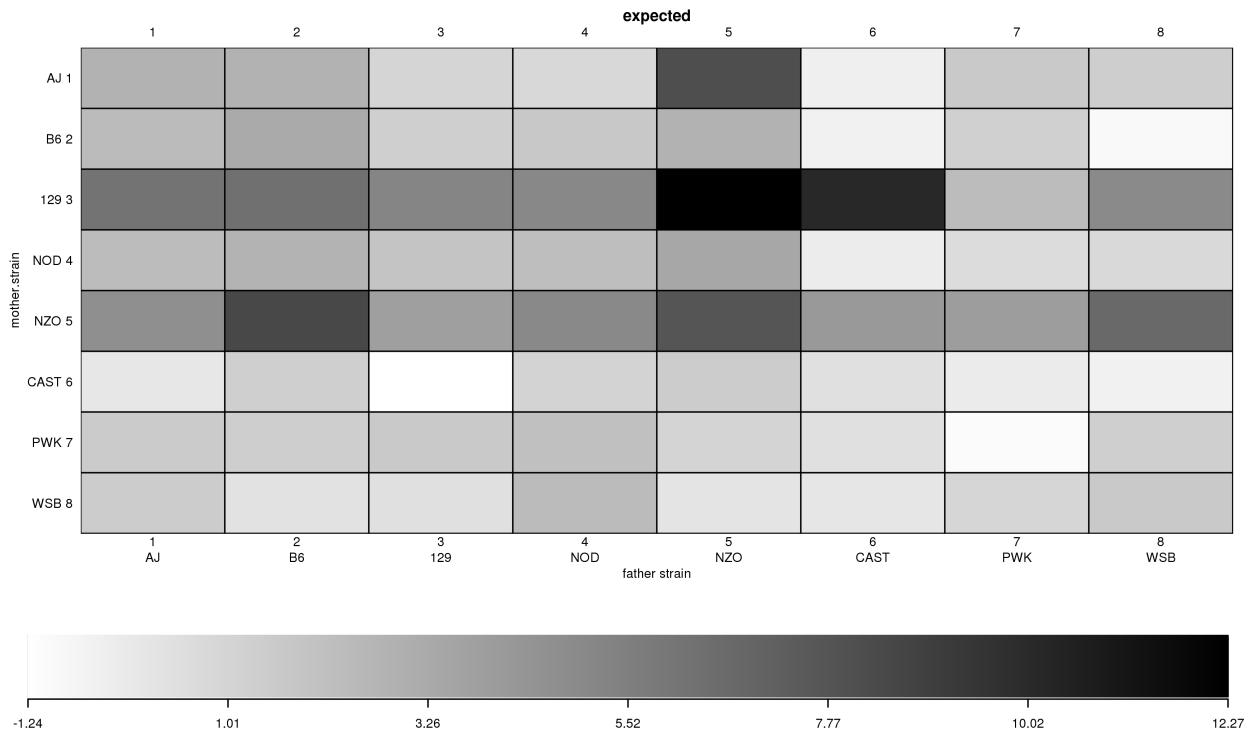 expected
1 2 3 4 5 6 7 8
AJ 1
B6 2
129 3
NOD 4
mother.strain
NZO 5
CAST 6
PWK 7
WSB 8
1 2 3 4 5 6 7 8
AJ B6 129 NOD NZO CAST PWK WSB
father strain
-1.24 1.01 3.26 5.52 7.77 10.02 12.27